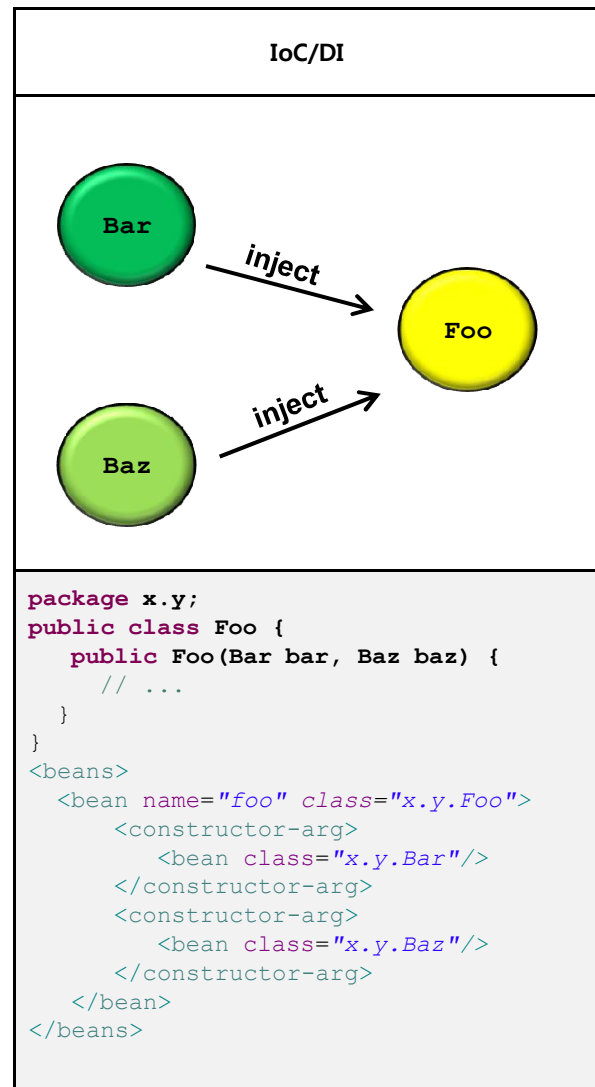 IoC/DI
Bar
inject
Foo
inject
Baz
package x.y;
public class Foo {
   public Foo(Bar bar, Baz baz) {
     // ...
  }
}
<beans>
  <bean name="foo" class="x.y.Foo">
      <constructor-arg>
         <bean class="x.y.Bar"/>
      </constructor-arg>
      <constructor-arg>
         <bean class="x.y.Baz"/>
      </constructor-arg>
   </bean>
</beans>